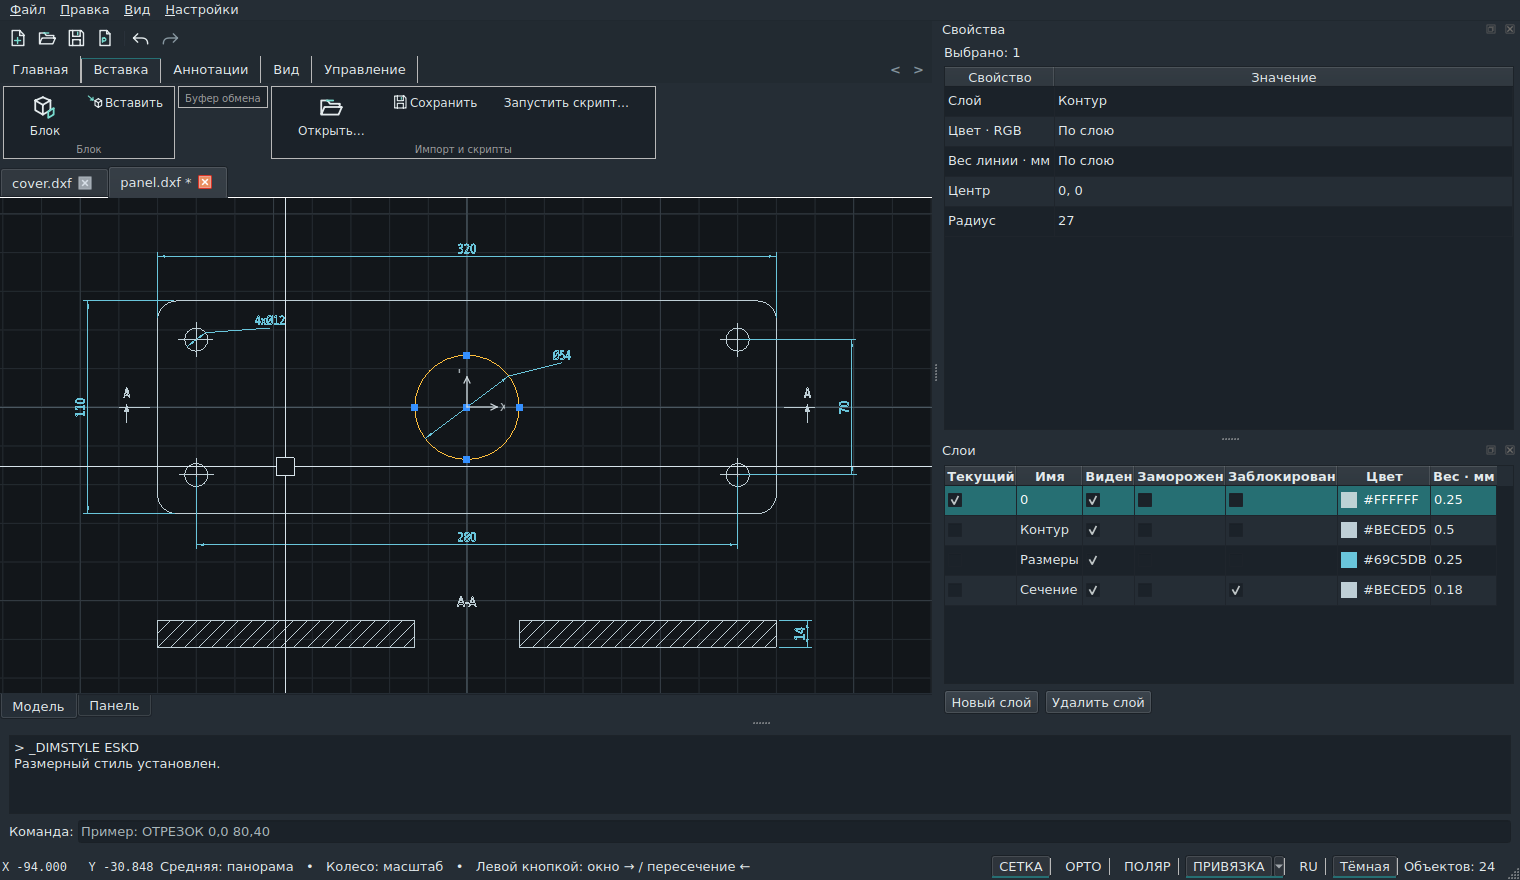 Файл Правка Вид Настройки
Главная Вставка Аннотации Вид Управление < >
Блок Вставить Блок
Буфер обмена
Открыть... Сохранить Запустить скрипт... Импорт и скрипты
cover.dxf panel.dxf *
320
4xØ12
Ø54
110
A
X
A
70
280
A-A
14
Модель Панель
> _DIMSTYLE ESKD
Размерный стиль установлен.
Команда: Пример: ОТРЕЗОК 0,0 80,40
X -94.000 Y -30.848 Средняя: панорама • Колесо: масштаб • Левой кнопкой: окно → / пересечение ←
СЕТКА ОРТО ПОЛЯР ПРИВЯЗКА RU Тёмная Объектов: 24
Свойства
Выбрано: 1
Свойство Значение
Слой Контур
Цвет · RGB По слою
Вес линии · мм По слою
Центр 0, 0
Радиус 27
Слои
Текущий Имя Виден Заморожен Заблокирован Цвет Вес · мм
0 #FFFFFF 0.25
Контур #BECED5 0.5
Размеры #69C5DB 0.25
Сечение #BECED5 0.18
Новый слой Удалить слой